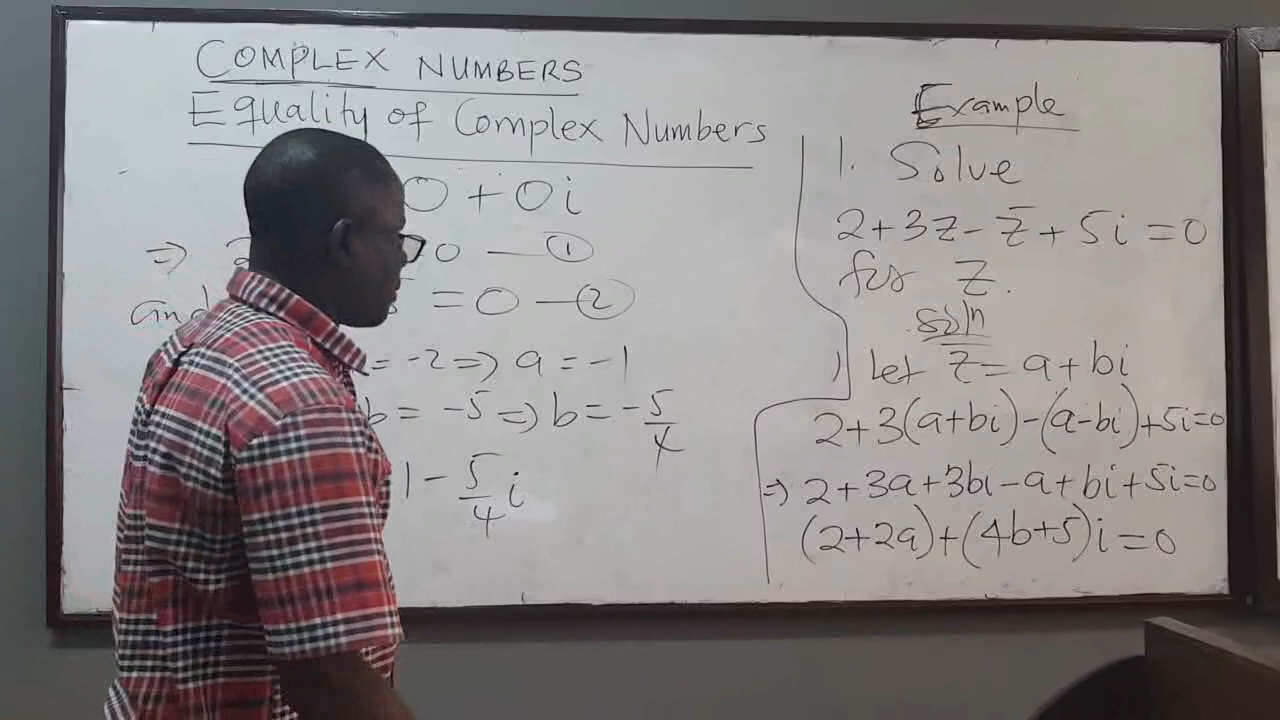 COMPLEX NUMBERS
Equality of Complex Numbers
0 + 0i
⇒ 0 — ①
and = 0 — ②
= -2 ⇒ a = -1
b = -5 ⇒ b = -5/4
1 - 5/4 i
Example
1. Solve
2+3z- z̄ + 5i = 0
for z.
soln
) let z = a + bi
2+3(a+bi)-(a-bi)+5i=0
⇒ 2+3a+3bi-a+bi+5i=0
(2+2a)+(4b+5)i=0